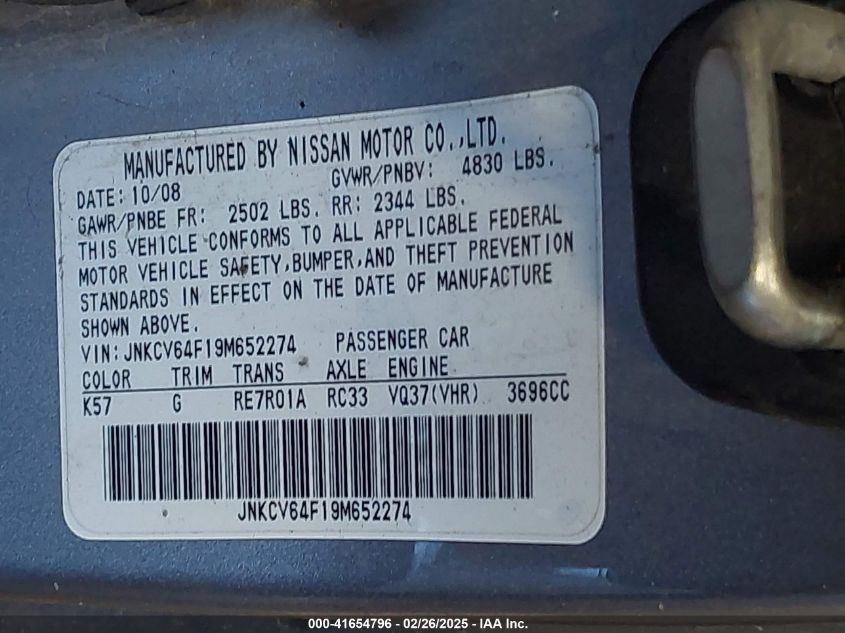 MANUFACTURED BY NISSAN MOTOR CO.,LTD.
DATE: 10/08 GVWR/PNBV: 4830 LBS.
GAWR/PNBE FR: 2502 LBS. RR: 2344 LBS.
THIS VEHICLE CONFORMS TO ALL APPLICABLE FEDERAL
MOTOR VEHICLE SAFETY,BUMPER,AND THEFT PREVENTION
STANDARDS IN EFFECT ON THE DATE OF MANUFACTURE
SHOWN ABOVE.
VIN: JNKCV64F19M652274 PASSENGER CAR
COLOR TRIM TRANS AXLE ENGINE
K57 G RE7R01A RC33 VQ37(VHR) 3696CC
JNKCV64F19M652274
000-41654796 - 02/26/2025 - IAA Inc.